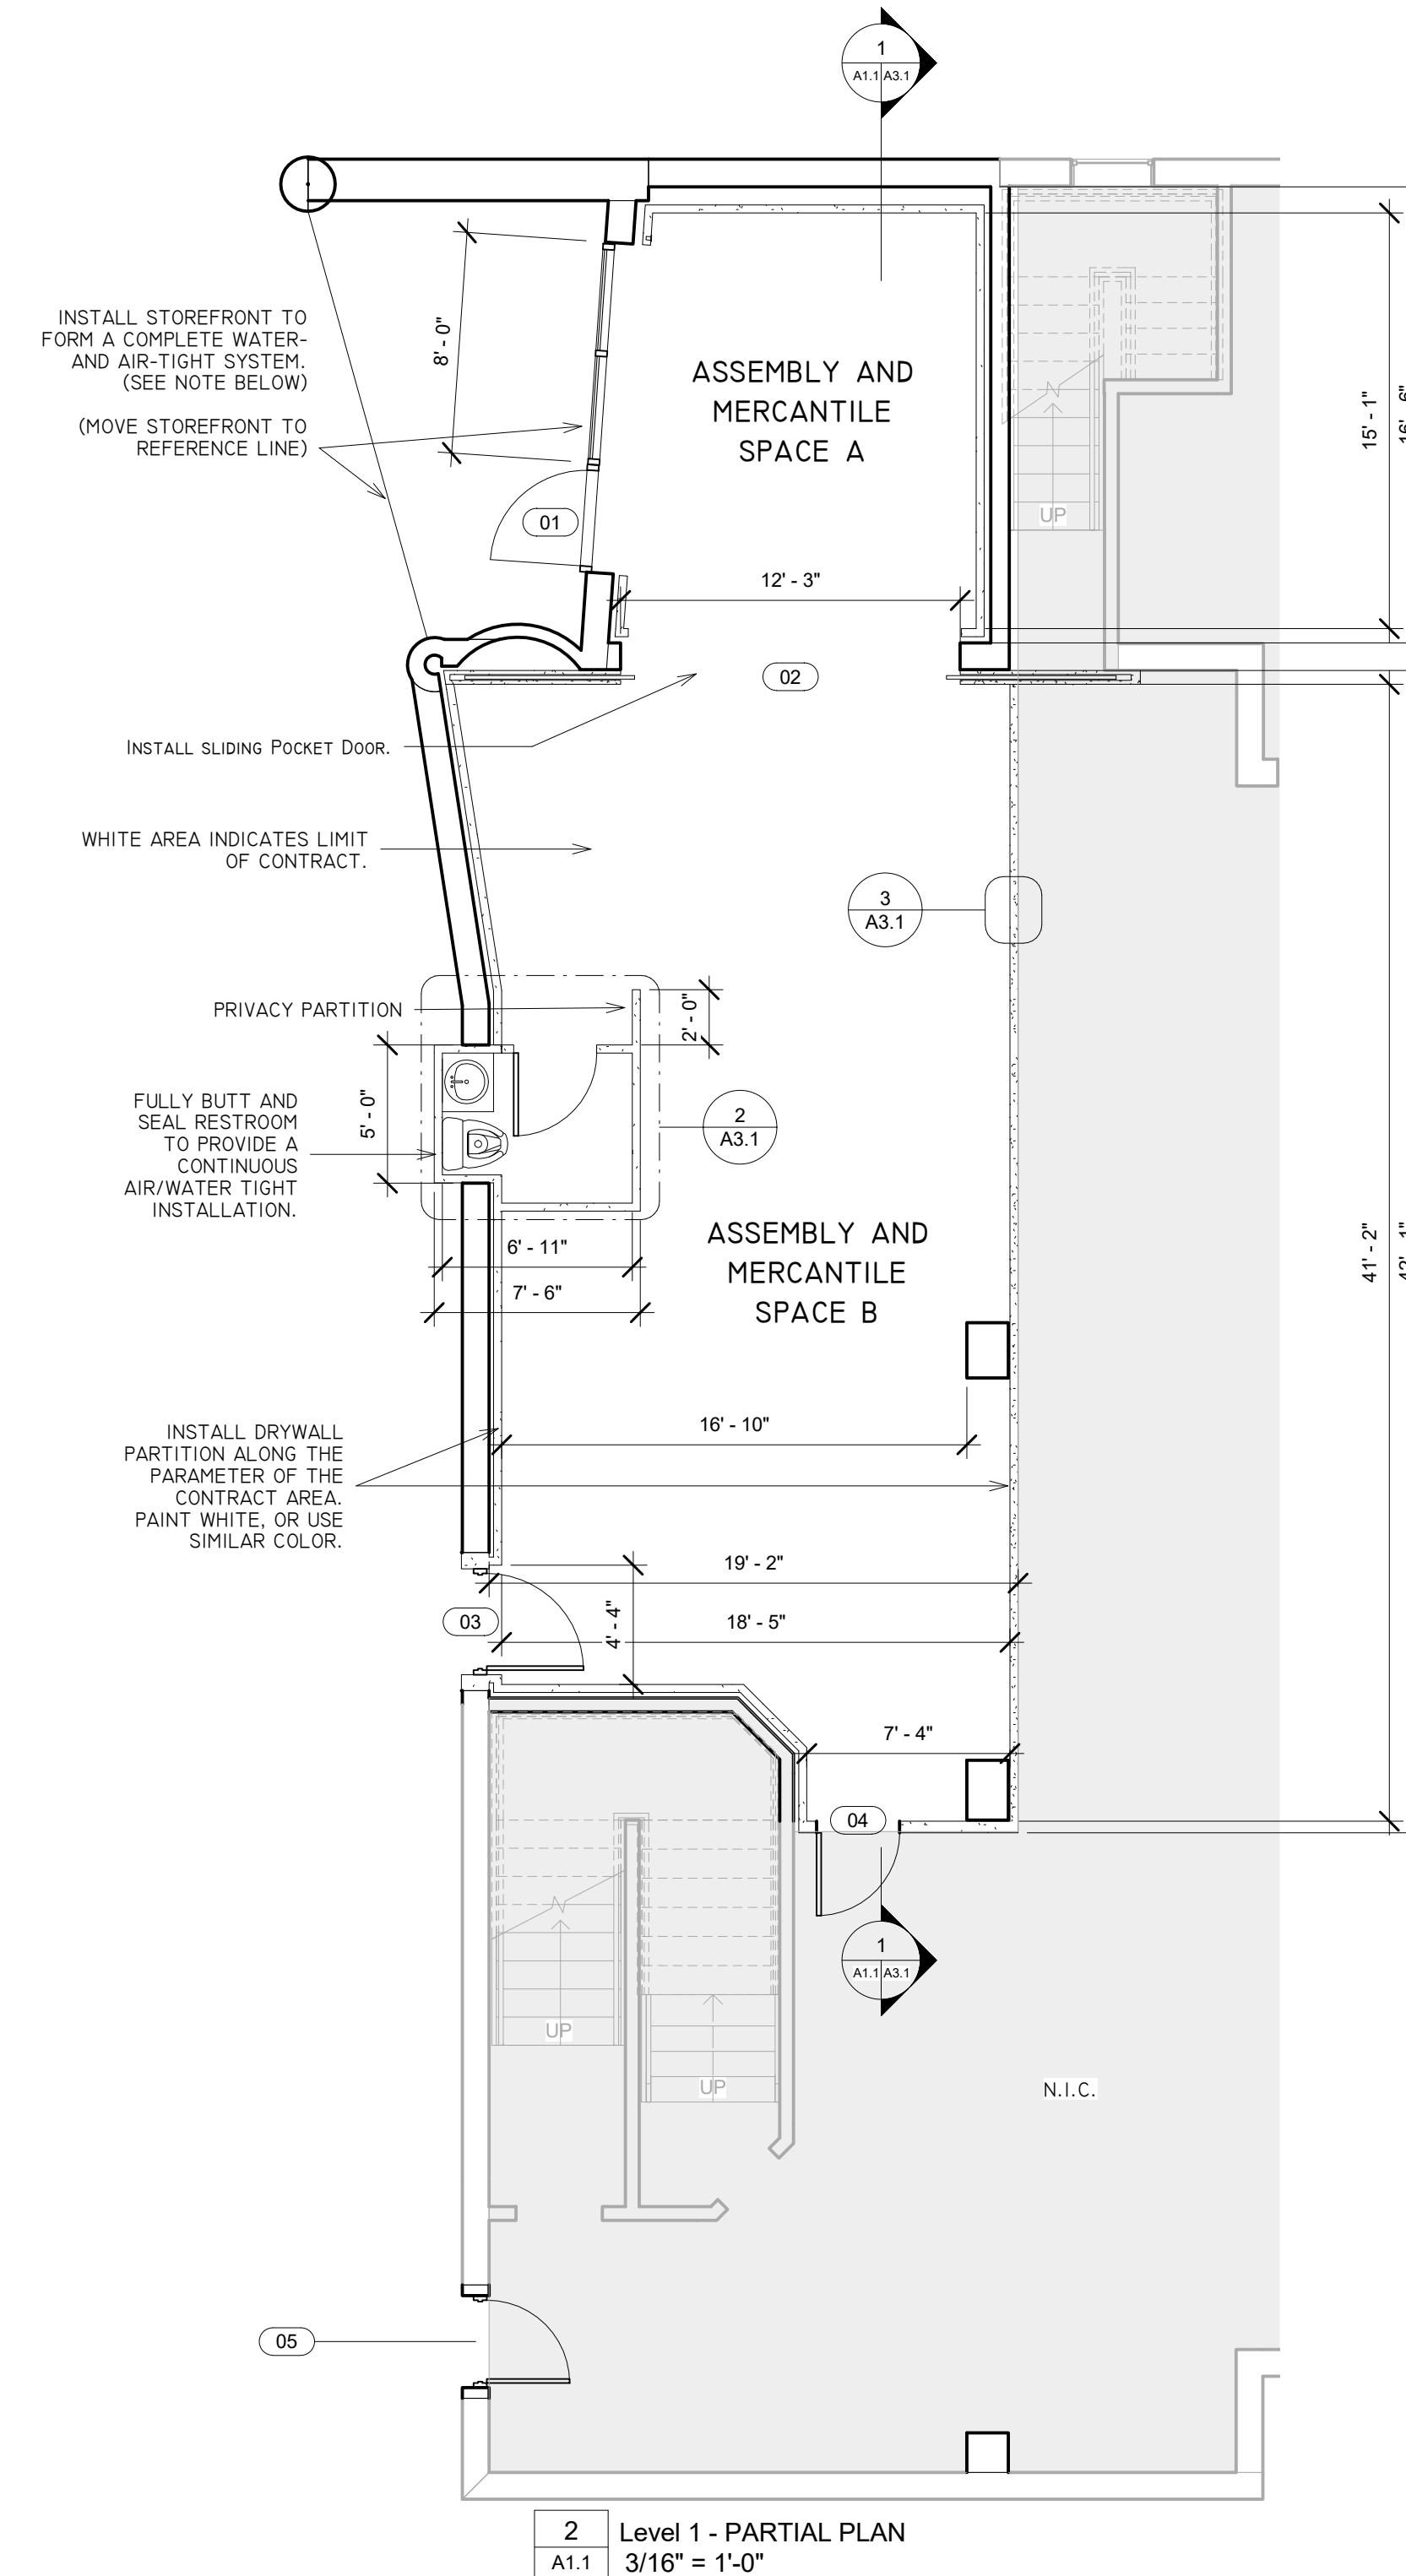 1
A1.1 A3.1
INSTALL STOREFRONT TO
FORM A COMPLETE WATER-
AND AIR-TIGHT SYSTEM.
(SEE NOTE BELOW)
(MOVE STOREFRONT TO
REFERENCE LINE)
8' - 0"
ASSEMBLY AND
MERCANTILE
SPACE A
15' - 1"
UP
01
12' - 3"
02
INSTALL SLIDING POCKET DOOR.
WHITE AREA INDICATES LIMIT
OF CONTRACT.
3
A3.1
PRIVACY PARTITION
2' - 0"
FULLY BUTT AND
SEAL RESTROOM
TO PROVIDE A
CONTINUOUS
AIR/WATER TIGHT
INSTALLATION.
5' - 0"
2
A3.1
6' - 11"
7' - 6"
ASSEMBLY AND
MERCANTILE
SPACE B
41' - 2"
INSTALL DRYWALL
PARTITION ALONG THE
PARAMETER OF THE
CONTRACT AREA.
PAINT WHITE, OR USE
SIMILAR COLOR.
16' - 10"
19' - 2"
03
4' - 4"
18' - 5"
7' - 4"
04
1
A1.1 A3.1
UP
UP
N.I.C.
05
2
A1.1
Level 1 - PARTIAL PLAN
3/16" = 1'-0"